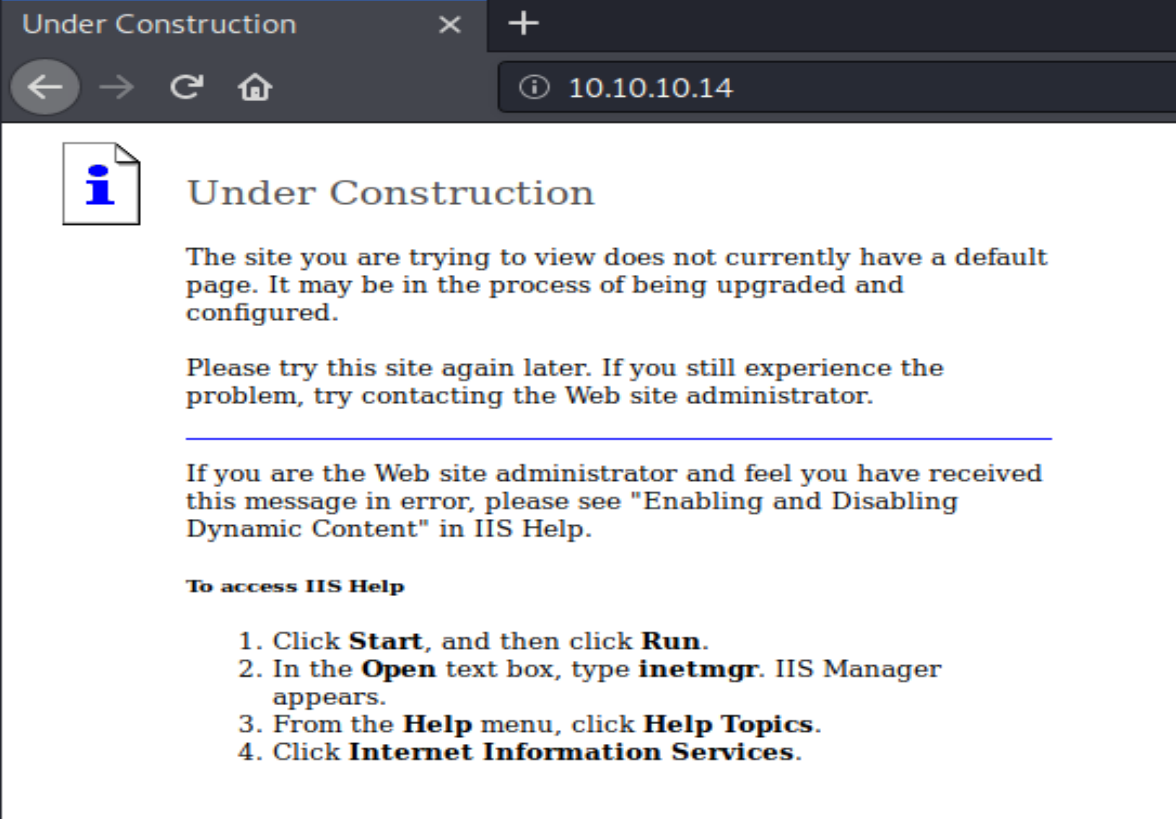 Under Construction
10.10.10.14
Under Construction
The site you are trying to view does not currently have a default
page. It may be in the process of being upgraded and
configured.
Please try this site again later. If you still experience the
problem, try contacting the Web site administrator.
If you are the Web site administrator and feel you have received
this message in error, please see "Enabling and Disabling
Dynamic Content" in IIS Help.
To access IIS Help
1. Click Start, and then click Run.
2. In the Open text box, type inetmgr. IIS Manager
appears.
3. From the Help menu, click Help Topics.
4. Click Internet Information Services.